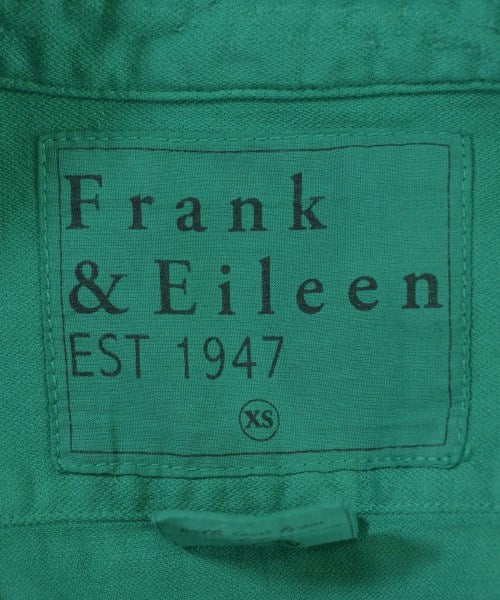 Frank
& Eileen
EST 1947
XS